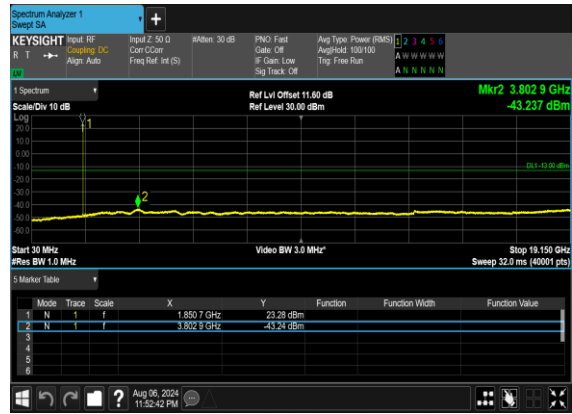 Spectrum Analyzer 1
Swept SA
+
KEYSIGHT Input: RF Input Z: 50 Ω #Atten: 30 dB PNO: Fast Avg Type: Power (RMS) 1 2 3 4 5 6
R T Coupling: DC Corr CCorr Gate: Off Avg|Hold: 100/100 A W W W W W
Align: Auto Freq Ref: Int (S) IF Gain: Low Trig: Free Run
Sig Track: Off A N N N N N
1 Spectrum
Ref Lvl Offset 11.60 dB Mkr2 3.802 9 GHz
Scale/Div 10 dB Ref Level 30.00 dBm -43.237 dBm
Log
1
20.0
10.0
0.00
-10.0
DL1 -13.00 dBm
-20.0
-30.0
2
-40.0
-50.0
-60.0
Start 30 MHz Video BW 3.0 MHz* Stop 19.150 GHz
#Res BW 1.0 MHz Sweep 32.0 ms (40001 pts)
5 Marker Table
Mode Trace Scale X Y Function Function Width Function Value
1 N 1 f 1.850 7 GHz 23.28 dBm
2 N 1 f 3.802 9 GHz -43.24 dBm
3
4
5
6
? Aug 06, 2024
11:52:42 PM